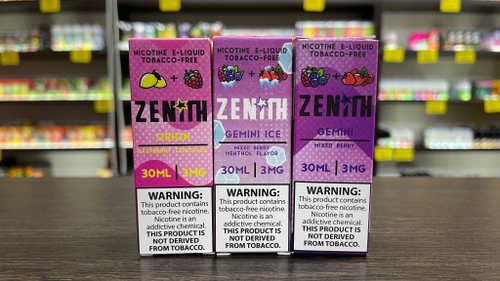 NICOTINE E-LIQUID
TOBACCO-FREE
ZENITH
ORION
RASPBERRY LEMONADE
30ML | 3MG
WARNING:
This product contains
tobacco-free nicotine.
Nicotine is an
addictive chemical.
THIS PRODUCT IS
NOT DERIVED
FROM TOBACCO.
NICOTINE E-LIQUID
TOBACCO-FREE
ZENITH
GEMINI ICE
MIXED BERRY
MENTHOL FLAVOR
30ML | 3MG
WARNING:
This product contains
tobacco-free nicotine.
Nicotine is an
addictive chemical.
THIS PRODUCT IS
NOT DERIVED
FROM TOBACCO.
NICOTINE E-LIQUID
TOBACCO-FREE
ZENITH
GEMINI
MIXED BERRY
30ML | 3MG
WARNING:
This product contains
tobacco-free nicotine.
Nicotine is an
addictive chemical.
THIS PRODUCT IS
NOT DERIVED
FROM TOBACCO.